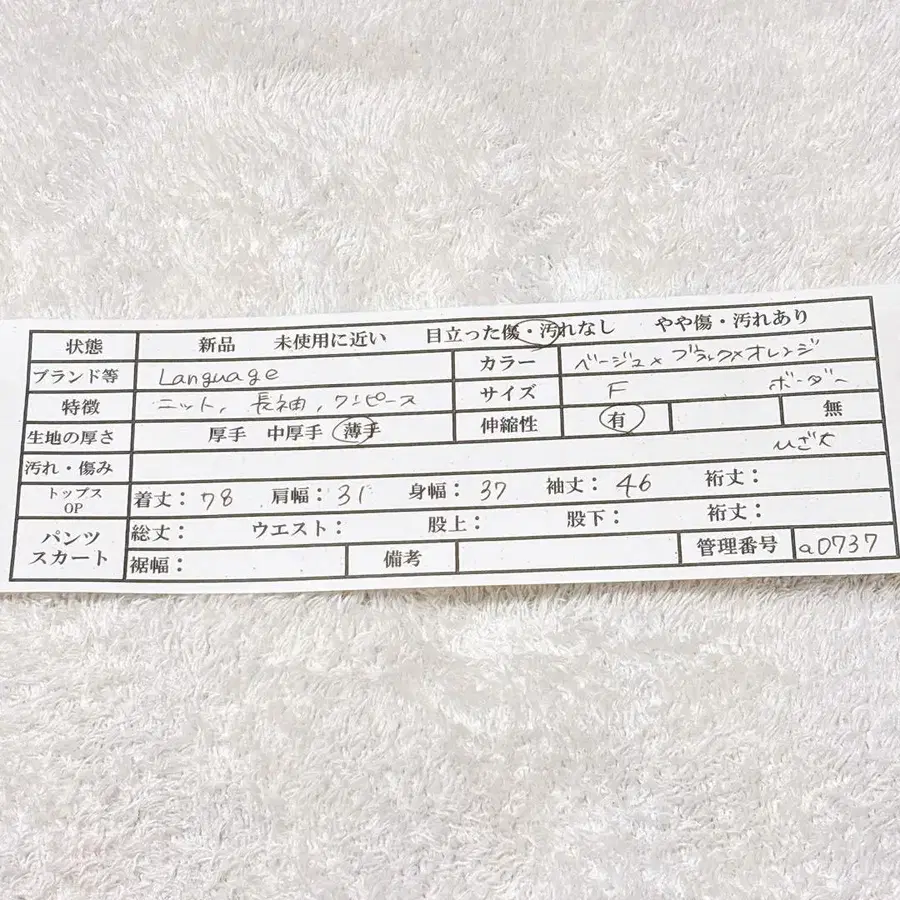 状態 新品 未使用に近い 目立った傷・汚れなし やや傷・汚れあり
ブランド等 Language カラー ベージュ×ブラック×オレンジ
特徴 ニット, 長袖, ワンピース サイズ F ボーダー
生地の厚さ 厚手 中厚手 薄手 伸縮性 有 無
汚れ・傷み ひざ丈
トップス OP 着丈: 78 肩幅: 31 身幅: 37 袖丈: 46 裄丈:
パンツ スカート 総丈: ウエスト: 股上: 股下: 裄丈:
裾幅: 備考 管理番号 a0737